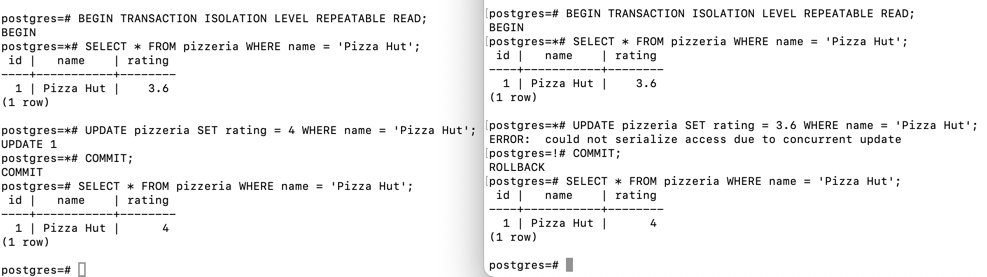 postgres=# BEGIN TRANSACTION ISOLATION LEVEL REPEATABLE READ;
BEGIN
postgres=*# SELECT * FROM pizzeria WHERE name = 'Pizza Hut';
 id |   name    | rating
----+-----------+--------
  1 | Pizza Hut |    3.6
(1 row)

postgres=*# UPDATE pizzeria SET rating = 4 WHERE name = 'Pizza Hut';
UPDATE 1
postgres=*# COMMIT;
COMMIT
postgres=# SELECT * FROM pizzeria WHERE name = 'Pizza Hut';
 id |   name    | rating
----+-----------+--------
  1 | Pizza Hut |      4
(1 row)

postgres=#
[postgres=# BEGIN TRANSACTION ISOLATION LEVEL REPEATABLE READ;
BEGIN
[postgres=*# SELECT * FROM pizzeria WHERE name = 'Pizza Hut';
 id |   name    | rating
----+-----------+--------
  1 | Pizza Hut |    3.6
(1 row)

[postgres=*# UPDATE pizzeria SET rating = 3.6 WHERE name = 'Pizza Hut';
ERROR:  could not serialize access due to concurrent update
[postgres=!# COMMIT;
ROLLBACK
[postgres=# SELECT * FROM pizzeria WHERE name = 'Pizza Hut';
 id |   name    | rating
----+-----------+--------
  1 | Pizza Hut |      4
(1 row)

postgres=#